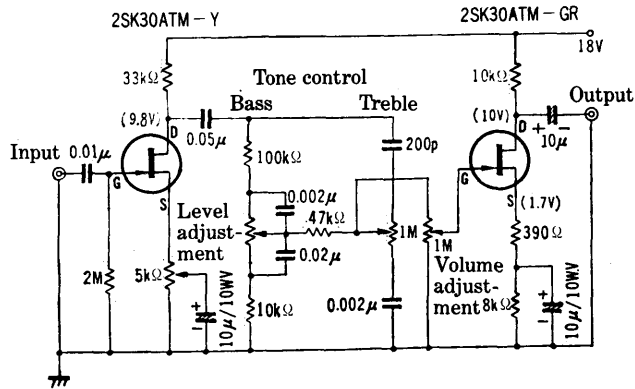 2SK30ATM-Y
2SK30ATM-GR
18V
33kΩ
Tone control
10kΩ
Output
Bass
Treble
(9.8V)
D
0.05μ
(10V)
D
+
-
10μ
Input
0.01μ
200p
100kΩ
G
G
S
S
(1.7V)
0.002μ
Level
adjustment
47kΩ
390Ω
1M
1M
0.02μ
2M
5kΩ
+
-
10μ/10WV
10kΩ
0.002μ
Volume
adjust-
ment
8kΩ
+
-
10μ/10WV